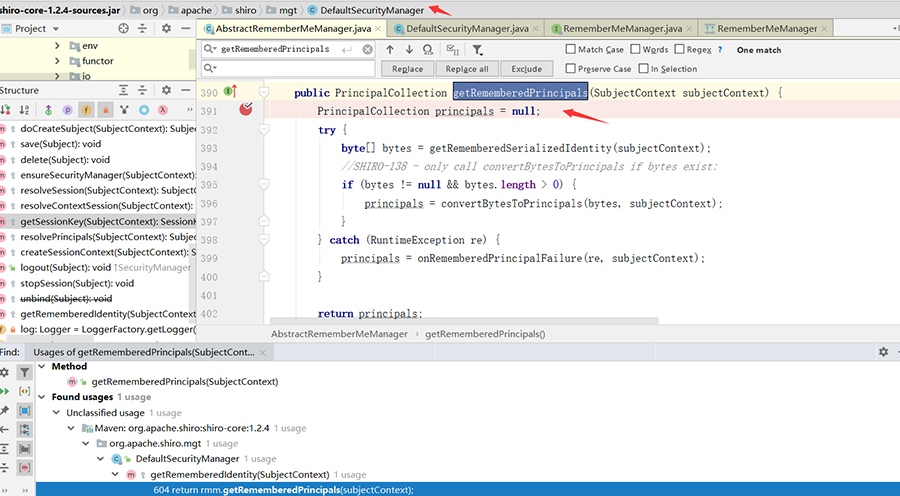 shiro-core-1.2.4-sources.jar org apache shiro mgt DefaultSecurityManager
Project
AbstractRememberMeManager.java DefaultSecurityManager.java RememberMeManager.java RememberMeManager
env
functor
io
getRememberedPrincipals Match Case Words Regex ? One match
Replace Replace all Exclude Preserve Case In Selection
Structure
doCreateSubject(SubjectContext):
save(Subject): void
delete(Subject): void
ensureSecurityManager(SubjectC
resolveSession(SubjectContext):
resolveContextSession(SubjectC
getSessionKey(SubjectContext): SessionK
resolvePrincipals(SubjectContext): Subjec
createSessionContext(SubjectContext): S
logout(Subject): void ↑SecurityManager
stopSession(Subject): void
unbind(Subject): void
getRememberedIdentity(SubjectContext
log: Logger = LoggerFactory.getLogger(
390 public PrincipalCollection getRememberedPrincipals(SubjectContext subjectContext) {
391 PrincipalCollection principals = null;
392 try {
393 byte[] bytes = getRememberedSerializedIdentity(subjectContext);
394 //SHIRO-138 - only call convertBytesToPrincipals if bytes exist:
395 if (bytes != null && bytes.length > 0) {
396 principals = convertBytesToPrincipals(bytes, subjectContext);
397 }
398 } catch (RuntimeException re) {
399 principals = onRememberedPrincipalFailure(re, subjectContext);
400 }
401
402 return principals;
AbstractRememberMeManager › getRememberedPrincipals()
Find: Usages of getRememberedPrincipals(SubjectCont...
Method
getRememberedPrincipals(SubjectContext)
Found usages 1 usage
Unclassified usage 1 usage
Maven: org.apache.shiro:shiro-core:1.2.4 1 usage
org.apache.shiro.mgt 1 usage
DefaultSecurityManager 1 usage
getRememberedIdentity(SubjectContext) 1 usage
604 return rmm.getRememberedPrincipals(subjectContext);